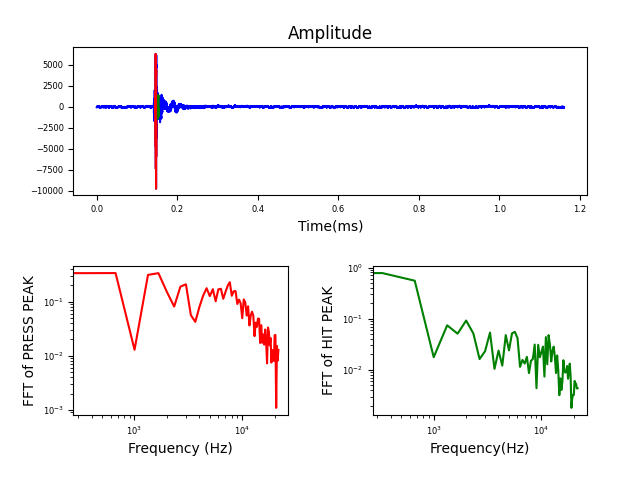 Amplitude
5000
2500
0
−2500
−5000
−7500
−10000
0.0 0.2 0.4 0.6 0.8 1.0 1.2
Time(ms)
FFT of PRESS PEAK
10⁻¹
10⁻²
10⁻³
10³ 10⁴
Frequency (Hz)
FFT of HIT PEAK
10⁰
10⁻¹
10⁻²
10³ 10⁴
Frequency(Hz)